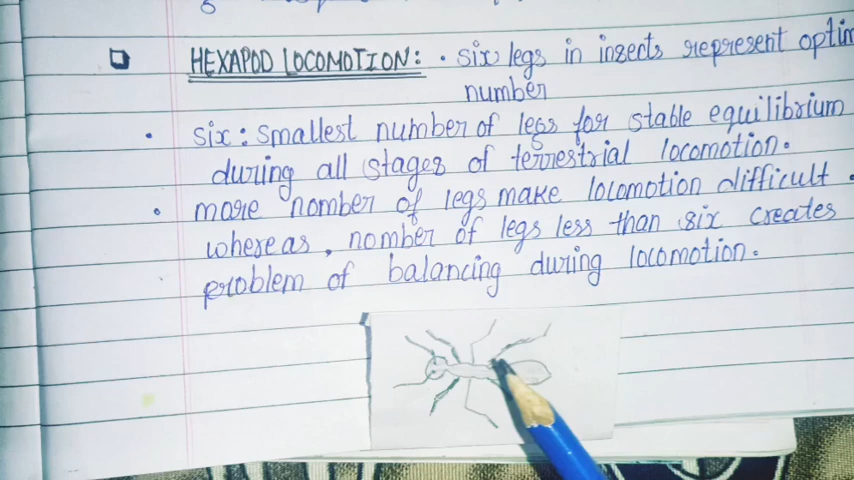 HEXAPOD LOCOMOTION: • six legs in insects represent optim
number
• six: smallest number of legs for stable equilibrium
during all stages of terrestrial locomotion.
• more nomber of legs make locomotion difficult.
whereas, nomber of legs less than six creates
problem of balancing during locomotion.